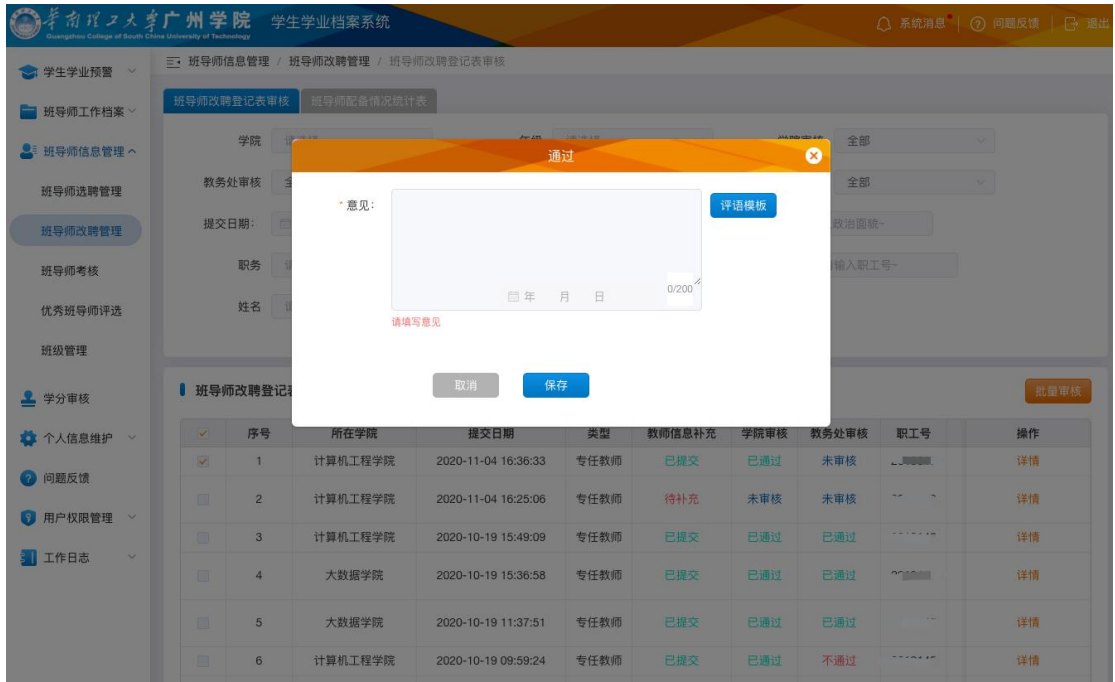 华南理工大学广州学院 学生学业档案系统 系统消息 问题反馈 退出
Guangzhou College of South China University of Technology
学生学业预警
班导师工作档案
班导师信息管理
班导师选聘管理
班导师改聘管理
班导师考核
优秀班导师评选
班级管理
学分审核
个人信息维护
问题反馈
用户权限管理
工作日志
班导师信息管理 / 班导师改聘管理 / 班导师改聘登记表审核
班导师改聘登记表审核 班导师配备情况统计表
学院 全部
教务处审核 全部
提交日期: 政治面貌~
职务 输入职工号~
姓名
通过
*意见: 评语模板
年 月 日 0/200
请填写意见
取消 保存
班导师改聘登记 批量审核
序号 所在学院 提交日期 类型 教师信息补充 学院审核 教务处审核 职工号 操作
1 计算机工程学院 2020-11-04 16:36:33 专任教师 已提交 已通过 未审核 详情
2 计算机工程学院 2020-11-04 16:25:06 专任教师 待补充 未审核 未审核 详情
3 计算机工程学院 2020-10-19 15:49:09 专任教师 已提交 已通过 已通过 详情
4 大数据学院 2020-10-19 15:36:58 专任教师 已提交 已通过 已通过 详情
5 大数据学院 2020-10-19 11:37:51 专任教师 已提交 已通过 已通过 详情
6 计算机工程学院 2020-10-19 09:59:24 专任教师 已提交 已通过 不通过 详情